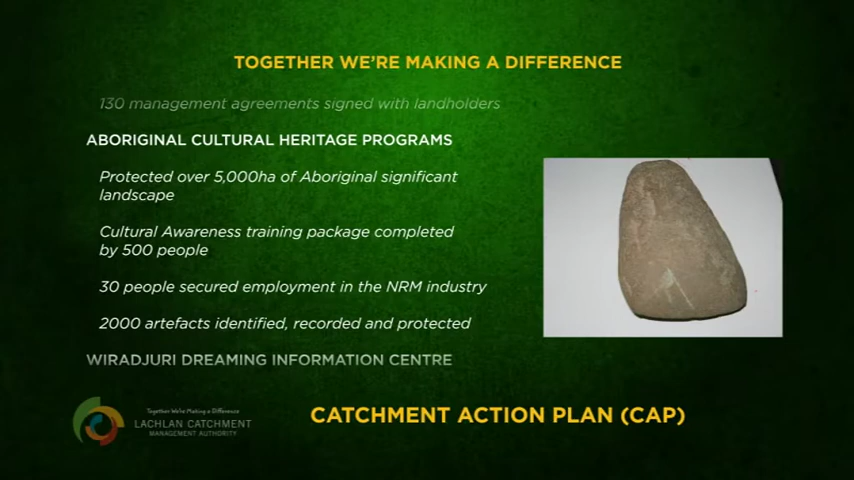 TOGETHER WE'RE MAKING A DIFFERENCE
130 management agreements signed with landholders
ABORIGINAL CULTURAL HERITAGE PROGRAMS
Protected over 5,000ha of Aboriginal significant
landscape
Cultural Awareness training package completed
by 500 people
30 people secured employment in the NRM industry
2000 artefacts identified, recorded and protected
WIRADJURI DREAMING INFORMATION CENTRE
Together We're Making a Difference
LACHLAN CATCHMENT
MANAGEMENT AUTHORITY
CATCHMENT ACTION PLAN (CAP)